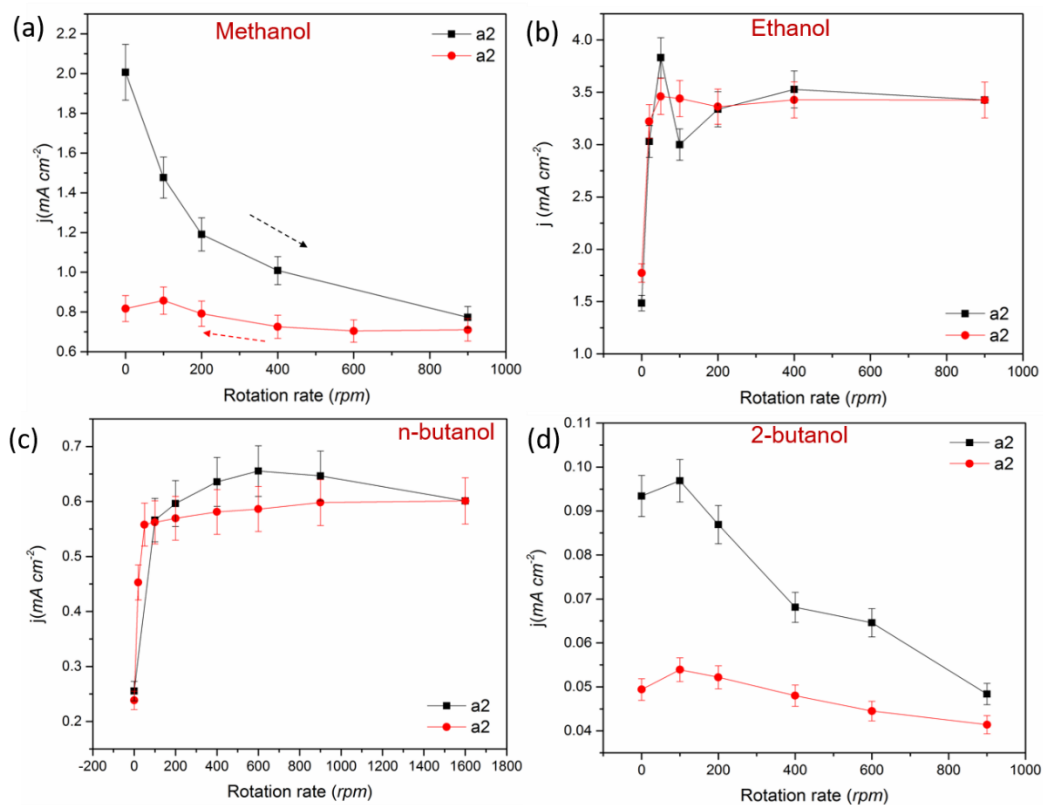 (a)
Methanol
a2
a2
j(mA cm-2)
2.2
2.0
1.8
1.6
1.4
1.2
1.0
0.8
0.6
0
200
400
600
800
1000
Rotation rate (rpm)
(b)
Ethanol
a2
a2
j (mA cm-2)
4.0
3.5
3.0
2.5
2.0
1.5
1.0
0
200
400
600
800
1000
Rotation rate (rpm)
(c)
n-butanol
a2
a2
j(mA cm-2)
0.7
0.6
0.5
0.4
0.3
0.2
-200
0
200
400
600
800
1000
1200
1400
1600
1800
Rotation rate (rpm)
(d)
2-butanol
a2
a2
j(mA cm-2)
0.11
0.10
0.09
0.08
0.07
0.06
0.05
0.04
0
200
400
600
800
1000
Rotation rate (rpm)